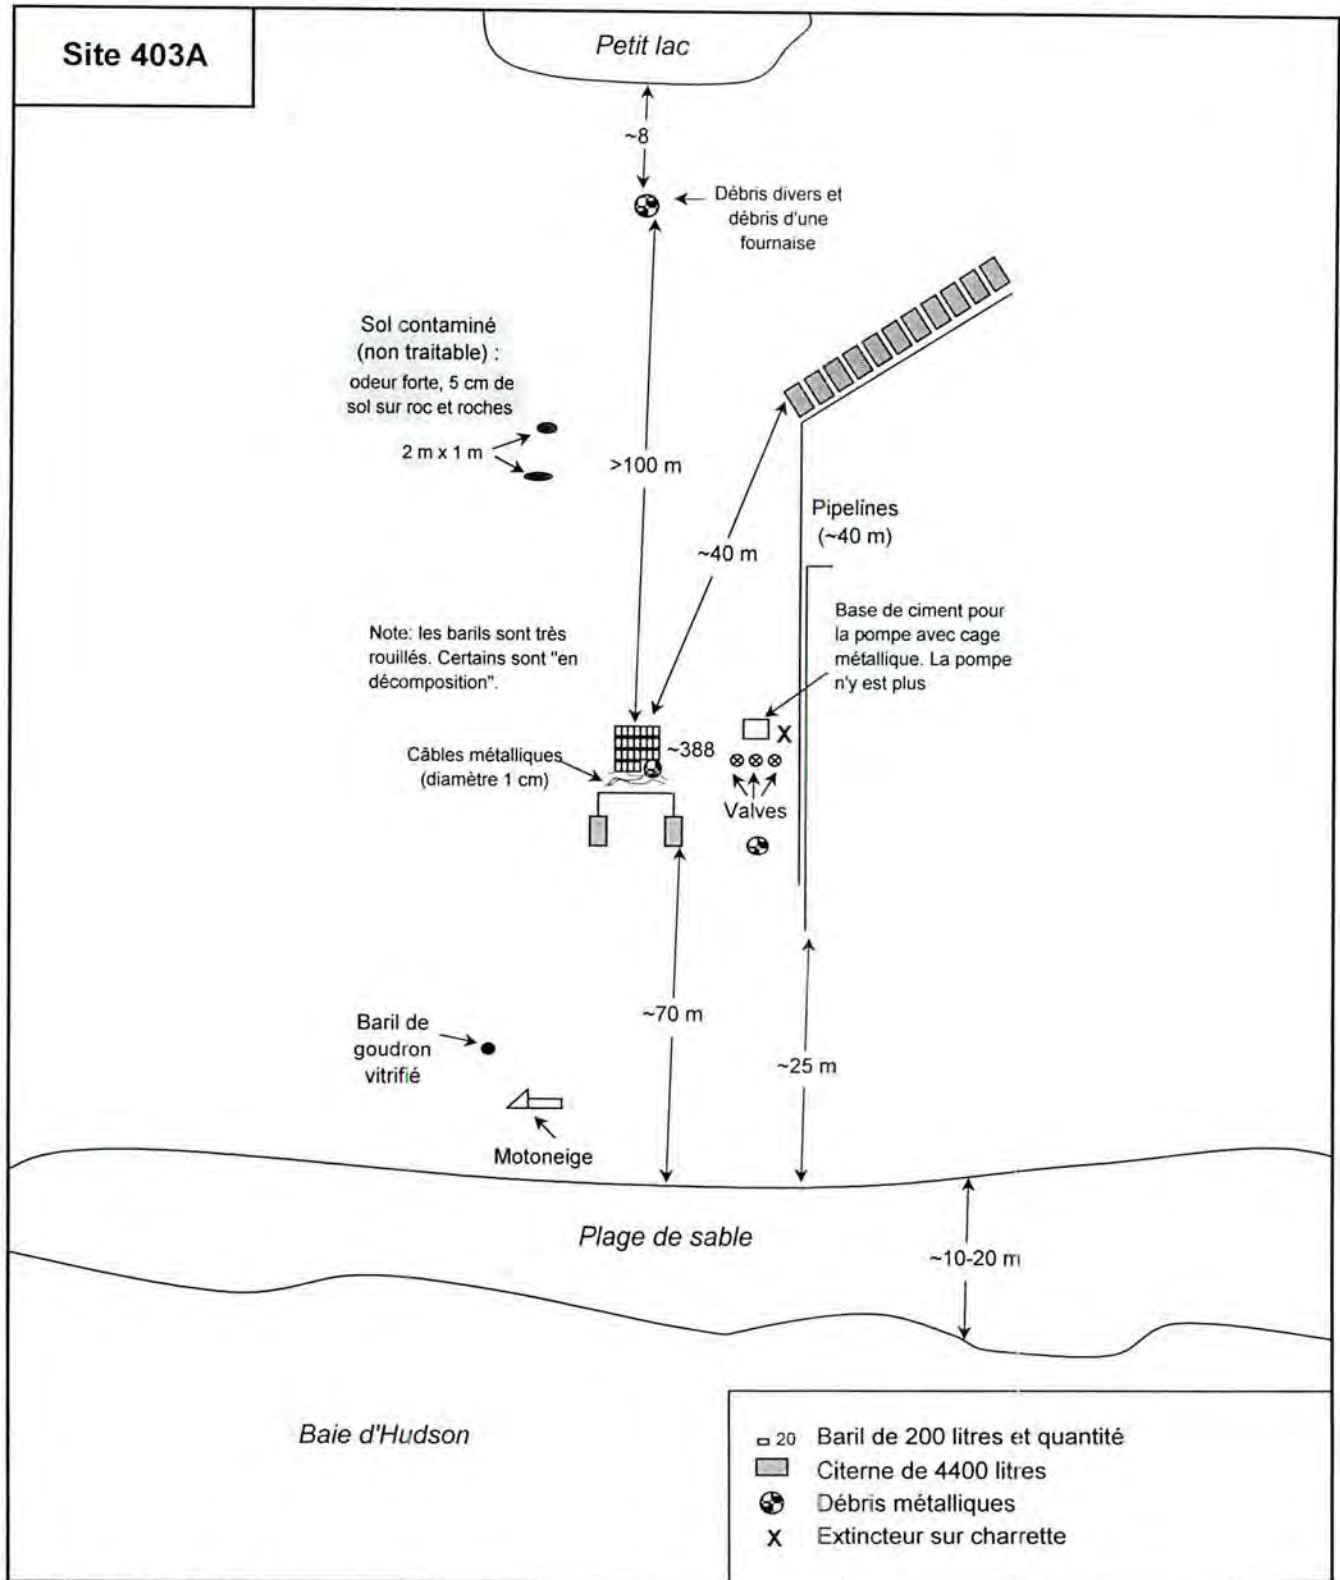 Site 403A
Petit lac
~8
Débris divers et
débris d'une
fournaise
Sol contaminé
(non traitable) :
odeur forte, 5 cm de
sol sur roc et roches
2 m x 1 m
>100 m
Pipelines
(~40 m)
~40 m
Base de ciment pour
la pompe avec cage
métallique. La pompe
n'y est plus
Note: les barils sont très
rouillés. Certains sont "en
décomposition".
X
~388
Câbles métalliques
(diamètre 1 cm)
Valves
~70 m
Baril de
goudron
vitrifié
~25 m
Motoneige
Plage de sable
~10-20 m
Baie d'Hudson
20 Baril de 200 litres et quantité
Citerne de 4400 litres
Débris métalliques
X Extincteur sur charrette